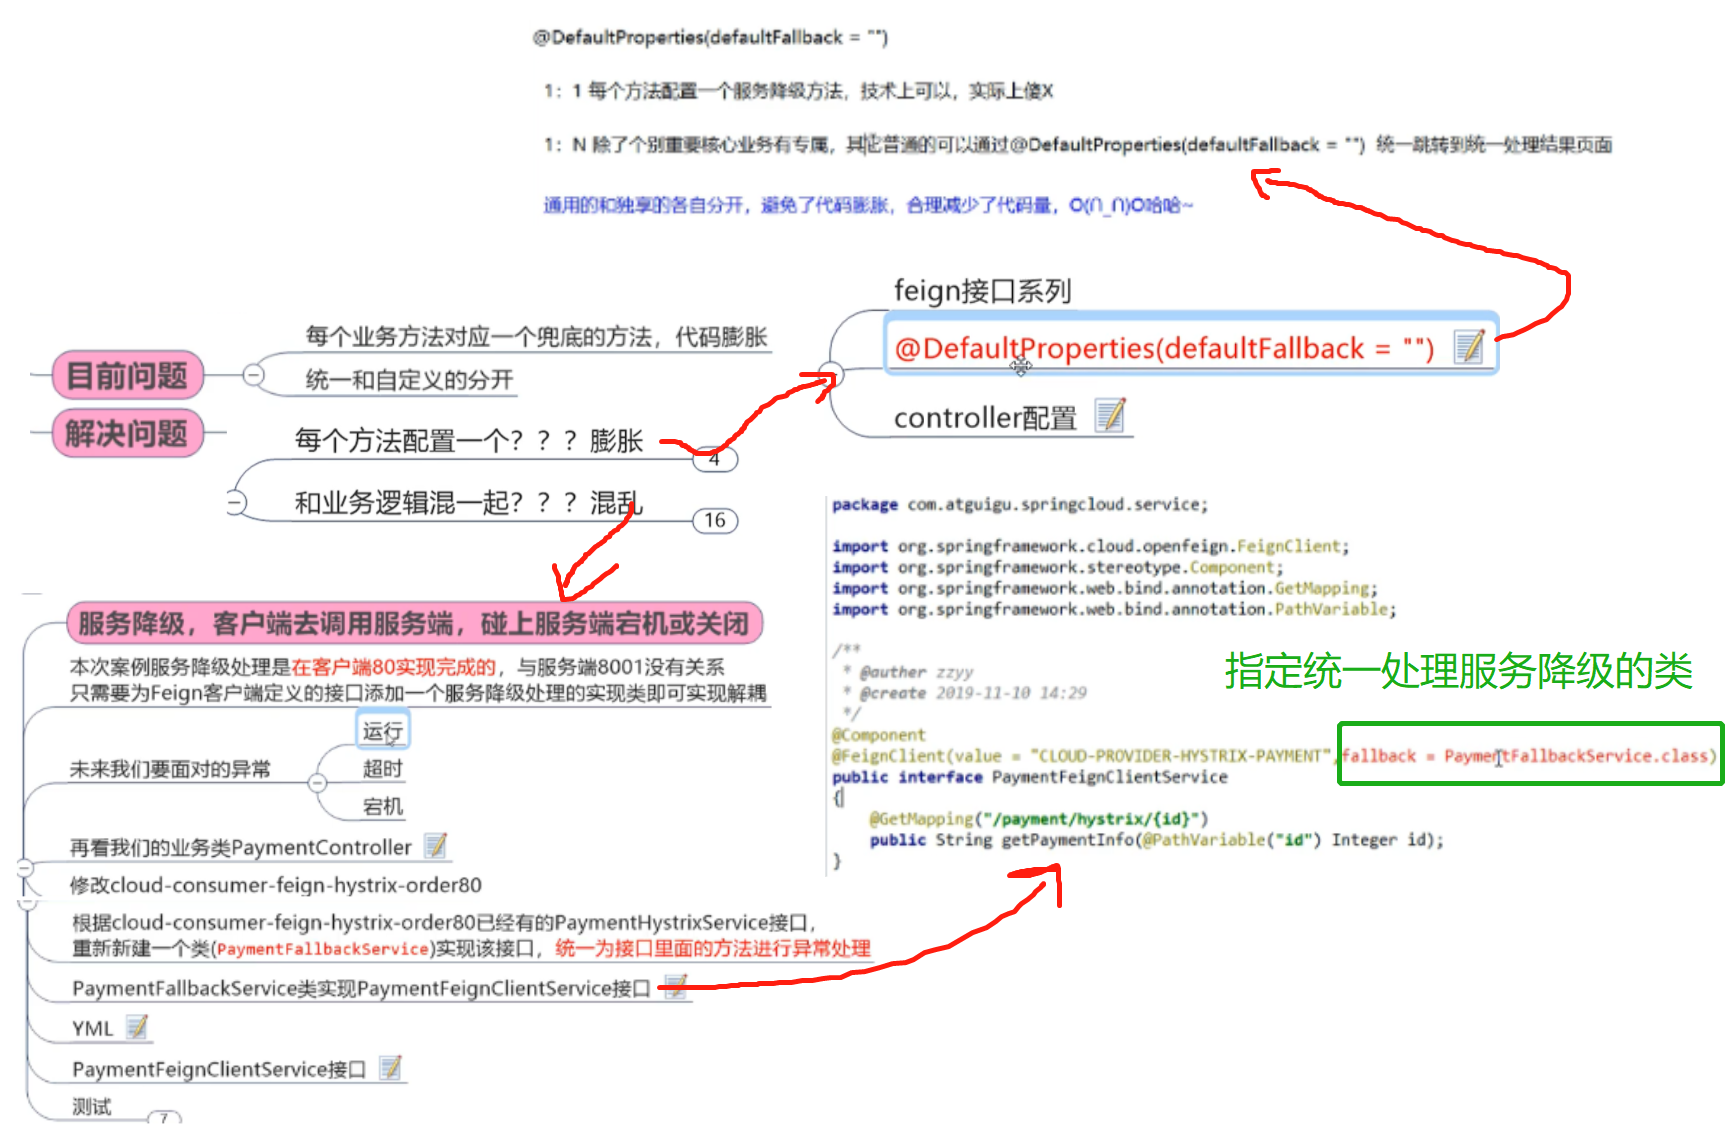 @DefaultProperties(defaultFallback = "")
1：1 每个方法配置一个服务降级方法，技术上可以，实际上傻X
1：N 除了个别重要核心业务有专属，其它普通的可以通过@DefaultProperties(defaultFallback = "") 统一跳转到统一处理结果页面
通用的和独享的各自分开，避免了代码膨胀，合理减少了代码量，O(∩_∩)O哈哈~
feign接口系列
@DefaultProperties(defaultFallback = "")
controller配置
目前问题
每个业务方法对应一个兜底的方法，代码膨胀
统一和自定义的分开
解决问题
每个方法配置一个？？？膨胀
4
和业务逻辑混一起？？？混乱
16
服务降级，客户端去调用服务端，碰上服务端宕机或关闭
本次案例服务降级处理是在客户端80实现完成的，与服务端8001没有关系
只需要为Feign客户端定义的接口添加一个服务降级处理的实现类即可实现解耦
未来我们要面对的异常
运行
超时
宕机
再看我们的业务类PaymentController
修改cloud-consumer-feign-hystrix-order80
根据cloud-consumer-feign-hystrix-order80已经有的PaymentHystrixService接口，
重新新建一个类(PaymentFallbackService)实现该接口，统一为接口里面的方法进行异常处理
PaymentFallbackService类实现PaymentFeignClientService接口
YML
PaymentFeignClientService接口
测试
7
package com.atguigu.springcloud.service;
import org.springframework.cloud.openfeign.FeignClient;
import org.springframework.stereotype.Component;
import org.springframework.web.bind.annotation.GetMapping;
import org.springframework.web.bind.annotation.PathVariable;
/**
* @auther zzyy
* @create 2019-11-10 14:29
*/
@Component
@FeignClient(value = "CLOUD-PROVIDER-HYSTRIX-PAYMENT",fallback = PaymentFallbackService.class)
public interface PaymentFeignClientService
{
@GetMapping("/payment/hystrix/{id}")
public String getPaymentInfo(@PathVariable("id") Integer id);
}
指定统一处理服务降级的类